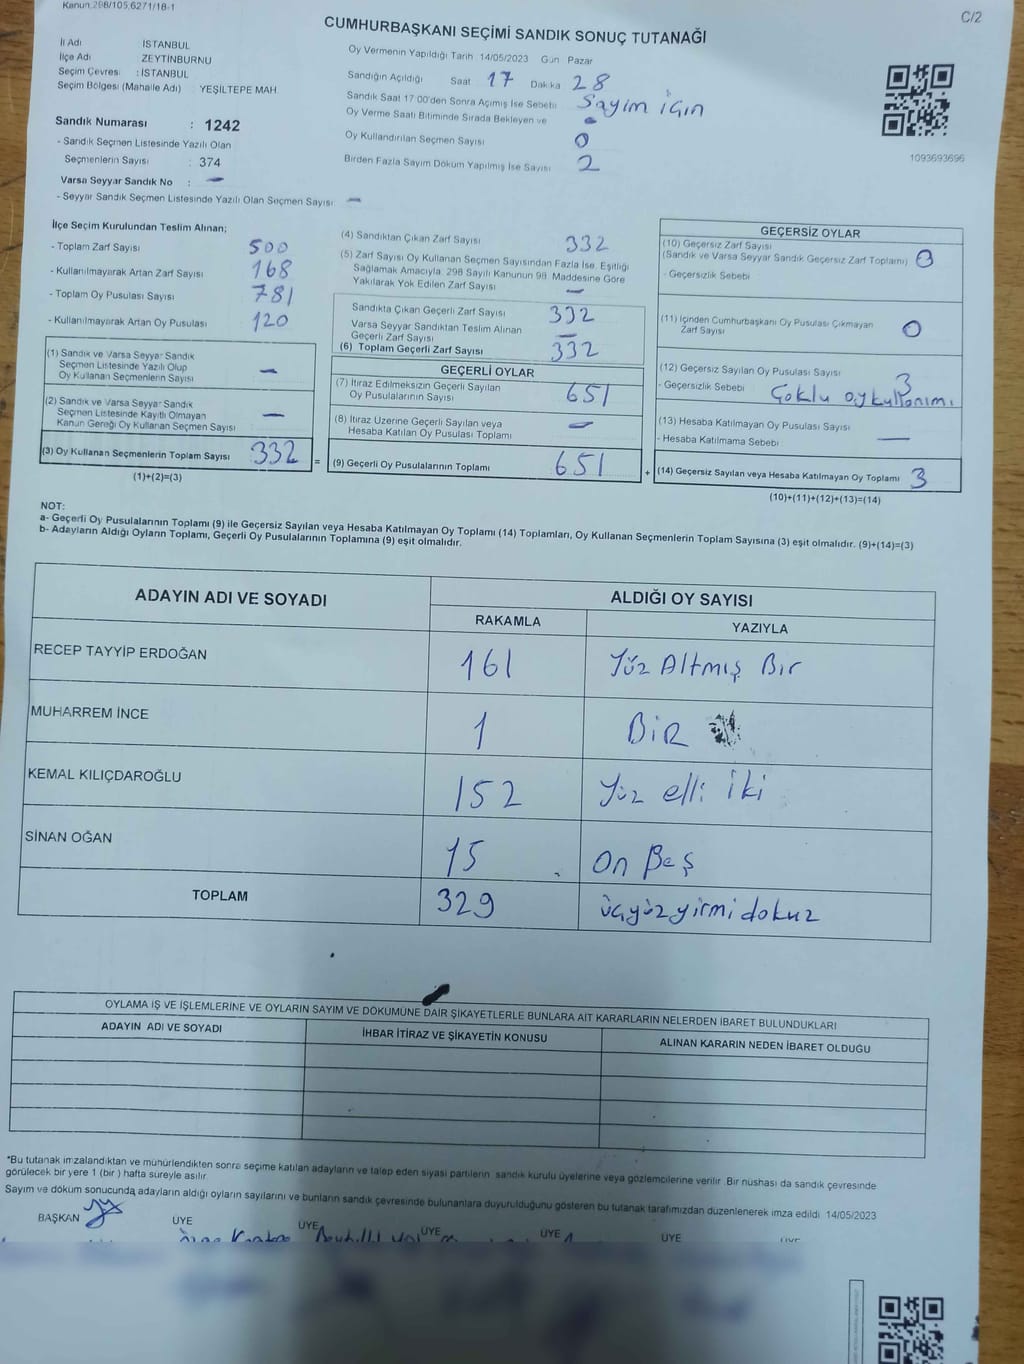 Kanun 298/105,6271/18-1
C/2
CUMHURBAŞKANI SEÇİMİ SANDIK SONUÇ TUTANAĞI
İl Adı İSTANBUL
İlçe Adı ZEYTİNBURNU
Seçim Çevresi : İSTANBUL
Seçim Bölgesi (Mahalle Adı) YEŞİLTEPE MAH.
Sandık Numarası : 1242
- Sandık Seçmen Listesinde Yazılı Olan
Seçmenlerin Sayısı : 374
Varsa Seyyar Sandık No : -
- Seyyar Sandık Seçmen Listesinde Yazılı Olan Seçmen Sayısı -
Oy Vermenin Yapıldığı Tarih 14/05/2023 Gün Pazar
Sandığın Açıldığı Saat 17 Dakika 28
Sandık Saat 17:00'den Sonra Açılmış İse Sebebi Sayım için
Oy Verme Saati Bitiminde Sırada Bekleyen ve
Oy Kullandırılan Seçmen Sayısı 0
Birden Fazla Sayım Döküm Yapılmış İse Sayısı 2
1093693696
İlçe Seçim Kurulundan Teslim Alınan;
- Toplam Zarf Sayısı 500
- Kullanılmayarak Artan Zarf Sayısı 168
- Toplam Oy Pusulası Sayısı 781
- Kullanılmayarak Artan Oy Pusulası 120
(1) Sandık ve Varsa Seyyar Sandık
Seçmen Listesinde Yazılı Olup
Oy Kullanan Seçmenlerin Sayısı -
(2) Sandık ve Varsa Seyyar Sandık
Seçmen Listesinde Kayıtlı Olmayan
Kanun Gereği Oy Kullanan Seçmen Sayısı -
(3) Oy Kullanan Seçmenlerin Toplam Sayısı 332 =
(1)+(2)=(3)
(4) Sandıktan Çıkan Zarf Sayısı 332
(5) Zarf Sayısı Oy Kullanan Seçmen Sayısından Fazla İse, Eşitliği
Sağlamak Amacıyla, 298 Sayılı Kanunun 98. Maddesine Göre
Yakılarak Yok Edilen Zarf Sayısı -
Sandıkta Çıkan Geçerli Zarf Sayısı 332
Varsa Seyyar Sandıktan Teslim Alınan
Geçerli Zarf Sayısı -
(6) Toplam Geçerli Zarf Sayısı 332
GEÇERLİ OYLAR
(7) İtiraz Edilmeksizin Geçerli Sayılan
Oy Pusulalarının Sayısı 651
(8) İtiraz Üzerine Geçerli Sayılan veya
Hesaba Katılan Oy Pusulası Toplamı -
(9) Geçerli Oy Pusulalarının Toplamı 651 +
GEÇERSİZ OYLAR
(10) Geçersiz Zarf Sayısı
(Sandık ve Varsa Seyyar Sandık Geçersiz Zarf Toplamı)
- Geçersizlik Sebebi
(11) İçinden Cumhurbaşkanı Oy Pusulası Çıkmayan
Zarf Sayısı 0
(12) Geçersiz Sayılan Oy Pusulası Sayısı 3
- Geçersizlik Sebebi Çoklu oy kullanımı
(13) Hesaba Katılmayan Oy Pusulası Sayısı
- Hesaba Katılmama Sebebi -
(14) Geçersiz Sayılan veya Hesaba Katılmayan Oy Toplamı 3
(10)+(11)+(12)+(13)=(14)
NOT:
a- Geçerli Oy Pusulalarının Toplamı (9) ile Geçersiz Sayılan veya Hesaba Katılmayan Oy Toplamı (14) Toplamları, Oy Kullanan Seçmenlerin Toplam Sayısına (3) eşit olmalıdır. (9)+(14)=(3)
b- Adayların Aldığı Oyların Toplamı, Geçerli Oy Pusulalarının Toplamına (9) eşit olmalıdır.
ADAYIN ADI VE SOYADI ALDIĞI OY SAYISI
RAKAMLA YAZIYLA
RECEP TAYYİP ERDOĞAN 161 Yüz Altmış Bir
MUHARREM İNCE 1 BİR
KEMAL KILIÇDAROĞLU 152 Yüz elli iki
SİNAN OĞAN 15 on Beş
TOPLAM 329 üçyüzyirmi dokuz
OYLAMA İŞ VE İŞLEMLERİNE VE OYLARIN SAYIM VE DÖKÜMÜNE DAİR ŞİKAYETLERLE BUNLARA AİT KARARLARIN NELERDEN İBARET BULUNDUKLARI
ADAYIN ADI VE SOYADI İHBAR İTİRAZ VE ŞİKAYETİN KONUSU ALINAN KARARIN NEDEN İBARET OLDUĞU
*Bu tutanak imzalandıktan ve mühürlendikten sonra seçime katılan adayların ve talep eden siyasi partilerin sandık kurulu üyelerine veya gözlemcilerine verilir. Bir nüshası da sandık çevresinde
görülecek bir yere 1 (bir) hafta süreyle asılır.
Sayım ve döküm sonucunda adayların aldığı oyların sayılarını ve bunların sandık çevresinde bulunanlara duyurulduğunu gösteren bu tutanak tarafımızdan düzenlenerek imza edildi. 14/05/2023
BAŞKAN ÜYE ÜYE ÜYE ÜYE ÜYE